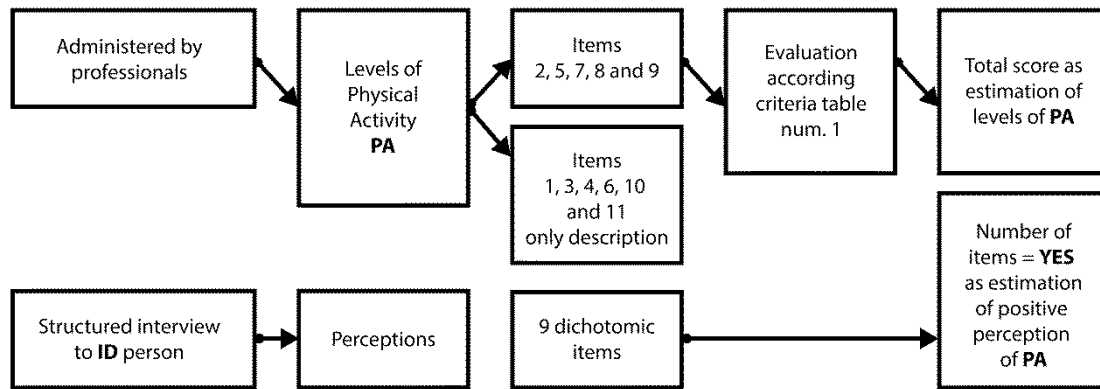 Administered by
professionals
Levels of
Physical
Activity
PA
Items
2, 5, 7, 8 and 9
Items
1, 3, 4, 6, 10
and 11
only description
Evaluation
according
criteria table
num. 1
Total score as
estimation of
levels of PA
Structured interview
to ID person
Perceptions
9 dichotomic
items
Number of
items = YES
as estimation
of positive
perception
of PA